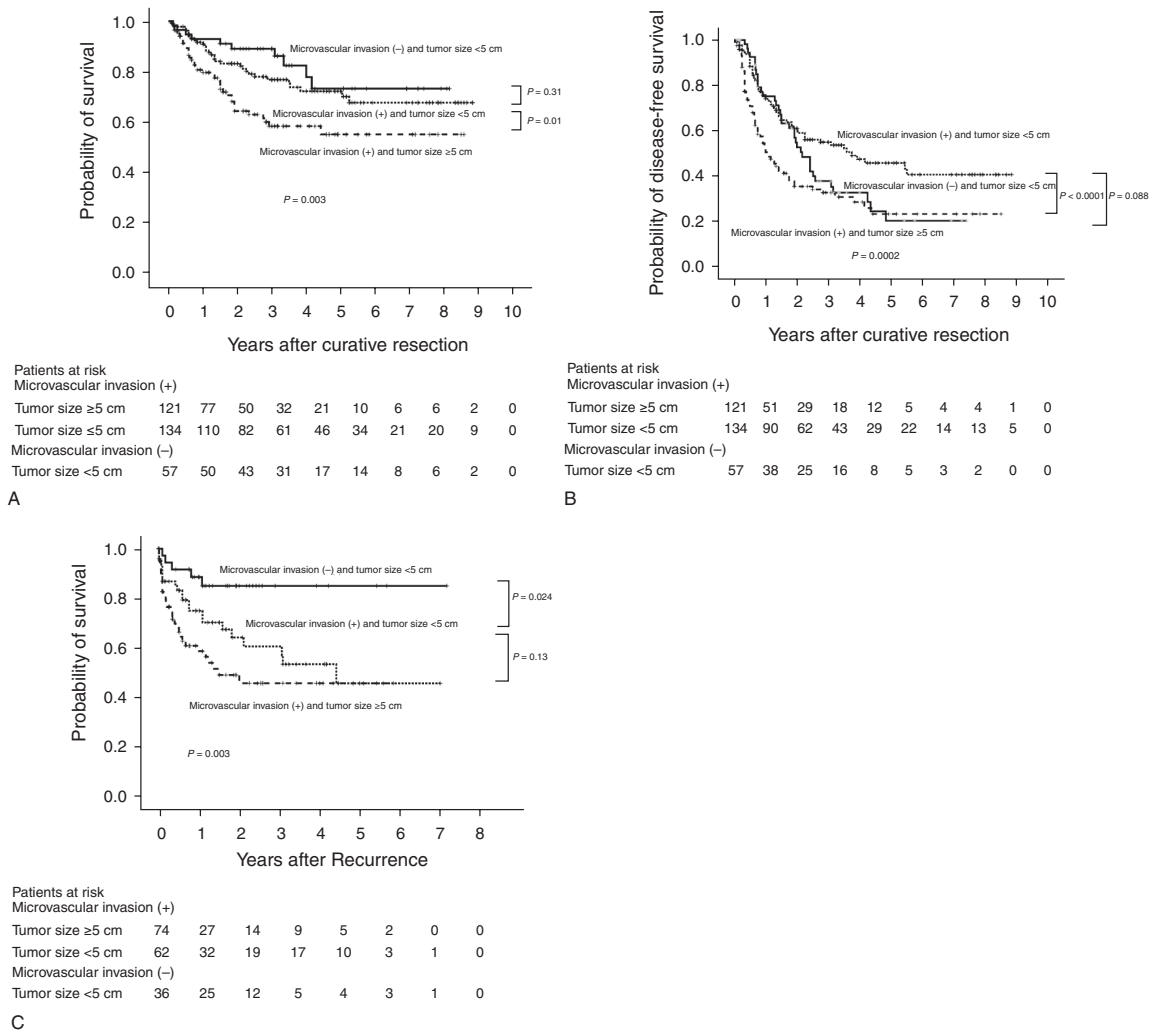 A
Probability of survival
1.0
0.8
0.6
0.4
0.2
0.0
Microvascular invasion (–) and tumor size <5 cm
P = 0.31
Microvascular invasion (+) and tumor size <5 cm
P = 0.01
Microvascular invasion (+) and tumor size ≥5 cm
P = 0.003
0 1 2 3 4 5 6 7 8 9 10
Years after curative resection
Patients at risk
Microvascular invasion (+)
Tumor size ≥5 cm 121 77 50 32 21 10 6 6 2 0
Tumor size ≤5 cm 134 110 82 61 46 34 21 20 9 0
Microvascular invasion (–)
Tumor size <5 cm 57 50 43 31 17 14 8 6 2 0
A
B
Probability of disease-free survival
1.0
0.8
0.6
0.4
0.2
0.0
Microvascular invasion (+) and tumor size <5 cm
Microvascular invasion (–) and tumor size <5 cm
P < 0.0001
P = 0.088
Microvascular invasion (+) and tumor size ≥5 cm
P = 0.0002
0 1 2 3 4 5 6 7 8 9 10
Years after curative resection
Patients at risk
Microvascular invasion (+)
Tumor size ≥5 cm 121 51 29 18 12 5 4 4 1 0
Tumor size <5 cm 134 90 62 43 29 22 14 13 5 0
Microvascular invasion (–)
Tumor size <5 cm 57 38 25 16 8 5 3 2 0 0
B
Probability of survival
1.0
0.8
0.6
0.4
0.2
0.0
Microvascular invasion (–) and tumor size <5 cm
P = 0.024
Microvascular invasion (+) and tumor size <5 cm
P = 0.13
Microvascular invasion (+) and tumor size ≥5 cm
P = 0.003
0 1 2 3 4 5 6 7 8
Years after Recurrence
Patients at risk
Microvascular invasion (+)
Tumor size ≥5 cm 74 27 14 9 5 2 0 0
Tumor size <5 cm 62 32 19 17 10 3 1 0
Microvascular invasion (–)
Tumor size <5 cm 36 25 12 5 4 3 1 0
C